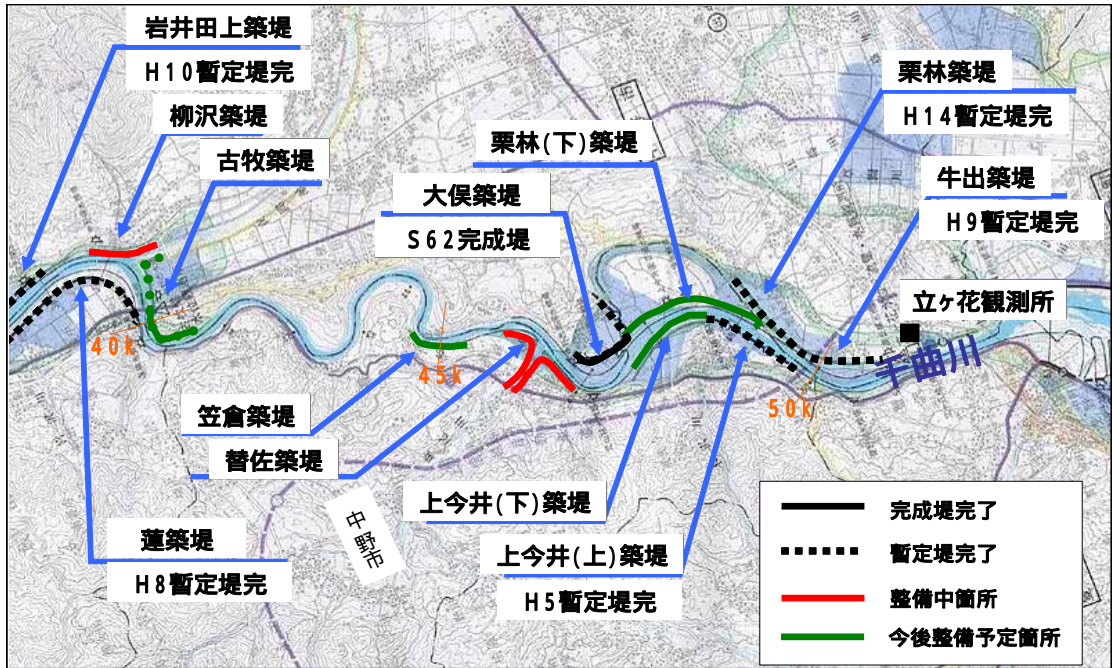 岩井田上築堤
H10暫定堤完
柳沢築堤
古牧築堤
栗林(下)築堤
大俣築堤
S62完成堤
栗林築堤
H14暫定堤完
牛出築堤
H9暫定堤完
立ヶ花観測所
千曲川
40k
45k
50k
笠倉築堤
替佐築堤
蓮築堤
H8暫定堤完
中野市
上今井(下)築堤
上今井(上)築堤
H5暫定堤完
完成堤完了
暫定堤完了
整備中箇所
今後整備予定箇所